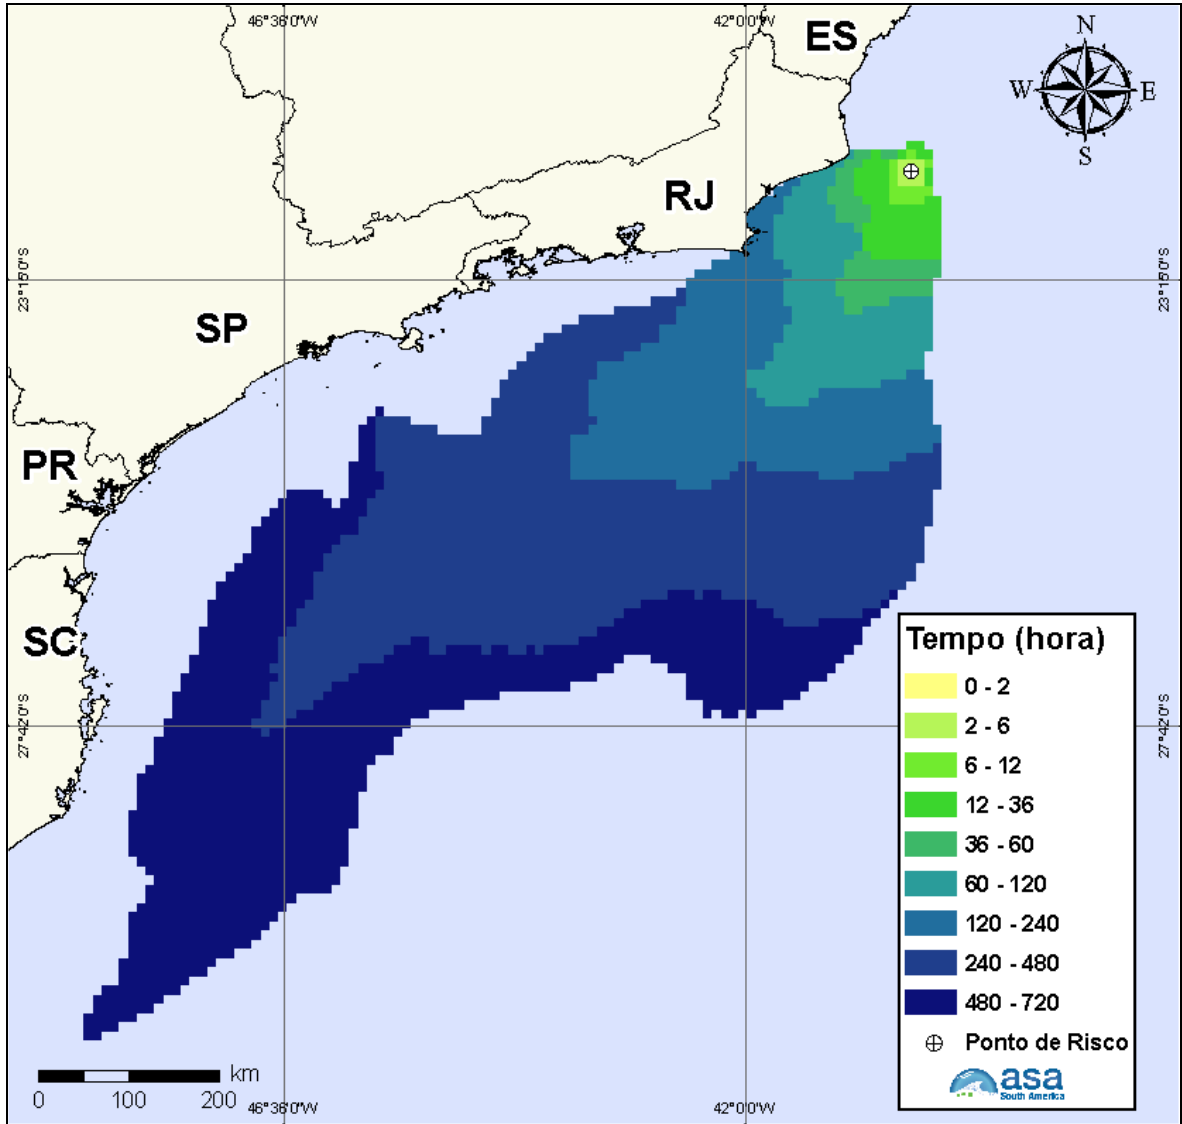 46°36'0"W
42°0'0"W
ES
N
W
E
S
RJ
23°15'0"S
23°15'0"S
SP
PR
SC
27°42'0"S
27°42'0"S
Tempo (hora)
0 - 2
2 - 6
6 - 12
12 - 36
36 - 60
60 - 120
120 - 240
240 - 480
480 - 720
Ponto de Risco
asa
South America
km
0 100 200
46°36'0"W
42°0'0"W